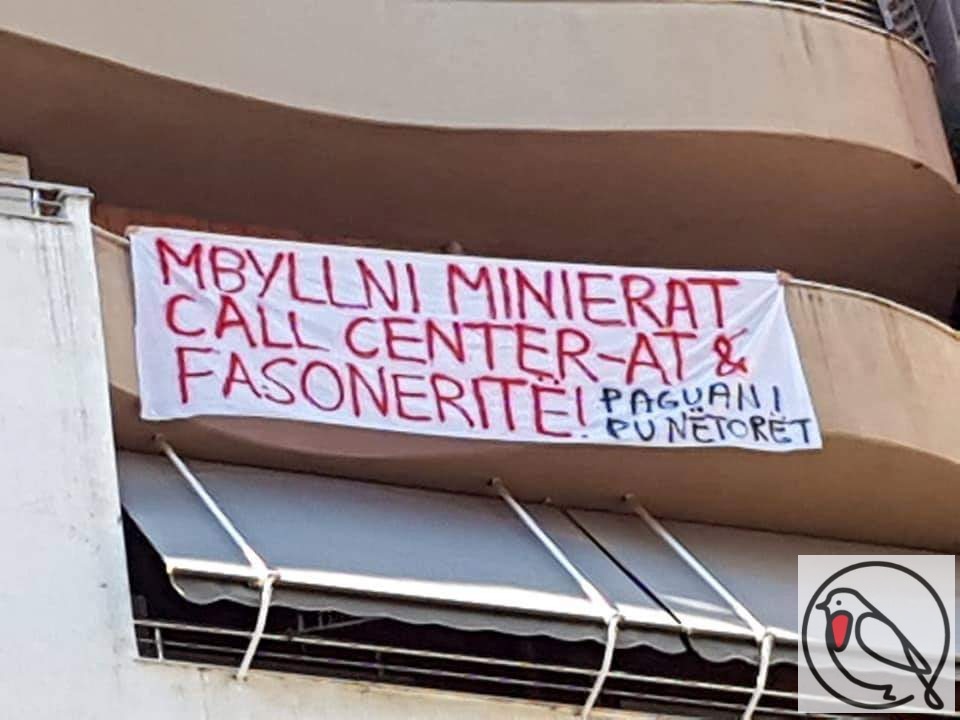 MBYLLNI MINIERAT
CALL CENTER-AT &
FASONERITË! PAGUANI
PUNËTORËT